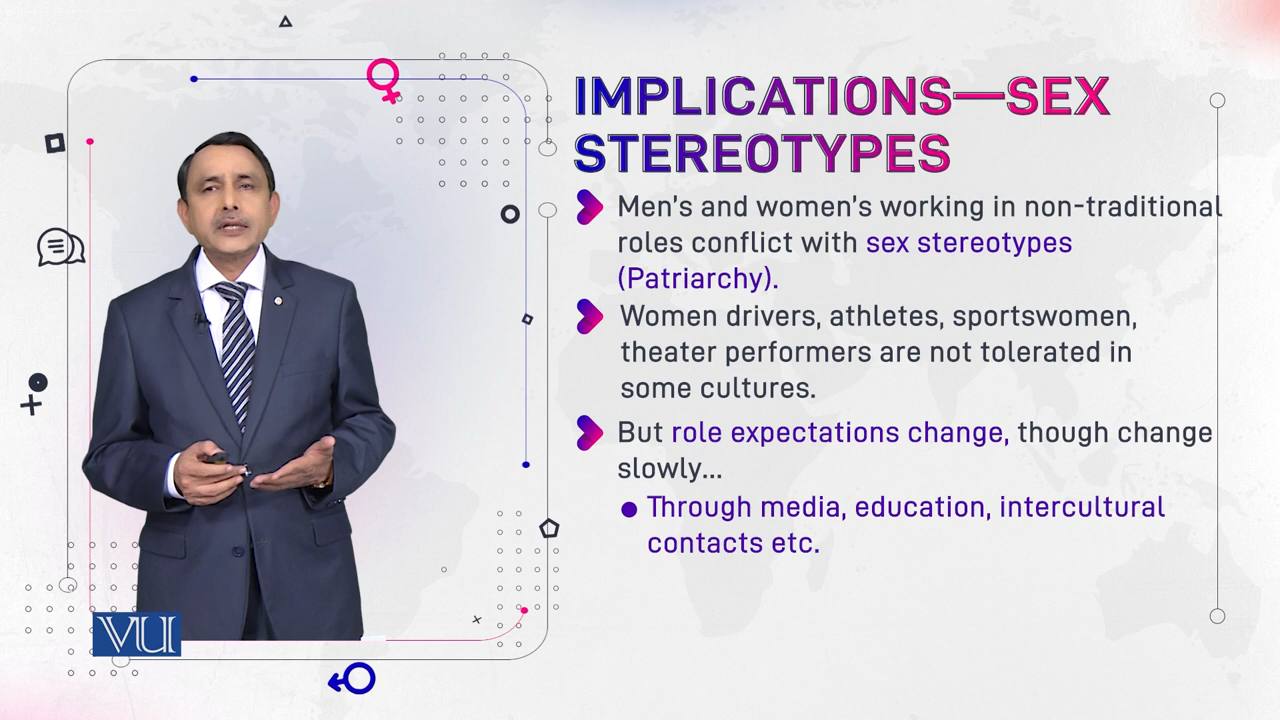 IMPLICATIONS—SEX
STEREOTYPES
Men's and women's working in non-traditional
roles conflict with sex stereotypes
(Patriarchy).
Women drivers, athletes, sportswomen,
theater performers are not tolerated in
some cultures.
But role expectations change, though change
slowly...
Through media, education, intercultural
contacts etc.
VU